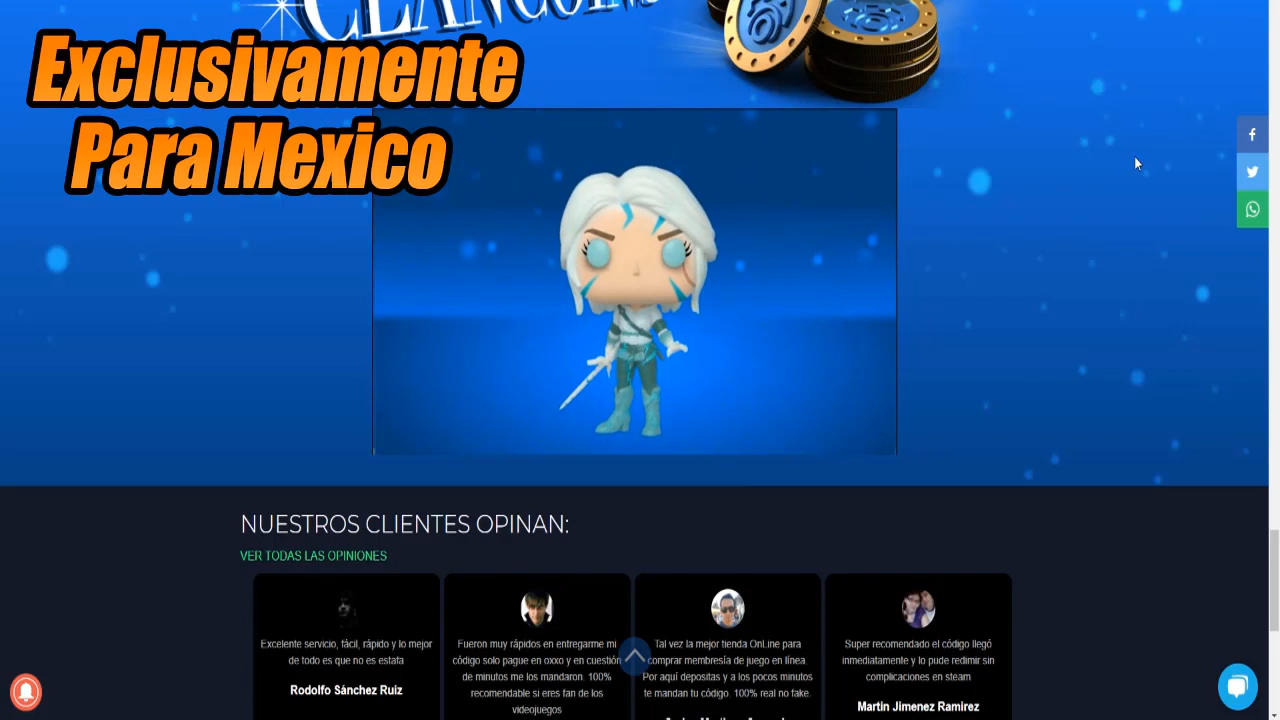 CLANCOINS
Exclusivamente
Para Mexico
NUESTROS CLIENTES OPINAN:
VER TODAS LAS OPINIONES
Excelente servicio, fácil, rápido y lo mejor
de todo es que no es estafa
Rodolfo Sánchez Ruiz
Fueron muy rápidos en entregarme mi
código solo pague en oxxo y en cuestión
de minutos me los mandaron. 100%
recomendable si eres fan de los
videojuegos
Tal vez la mejor tienda OnLine para
comprar membresía de juego en línea.
Por aquí depositas y a los pocos minutos
te mandan tu código. 100% real no fake.
Super recomendado el código llegó
inmediatamente y lo pude redimir sin
complicaciones en steam
Martin Jimenez Ramirez